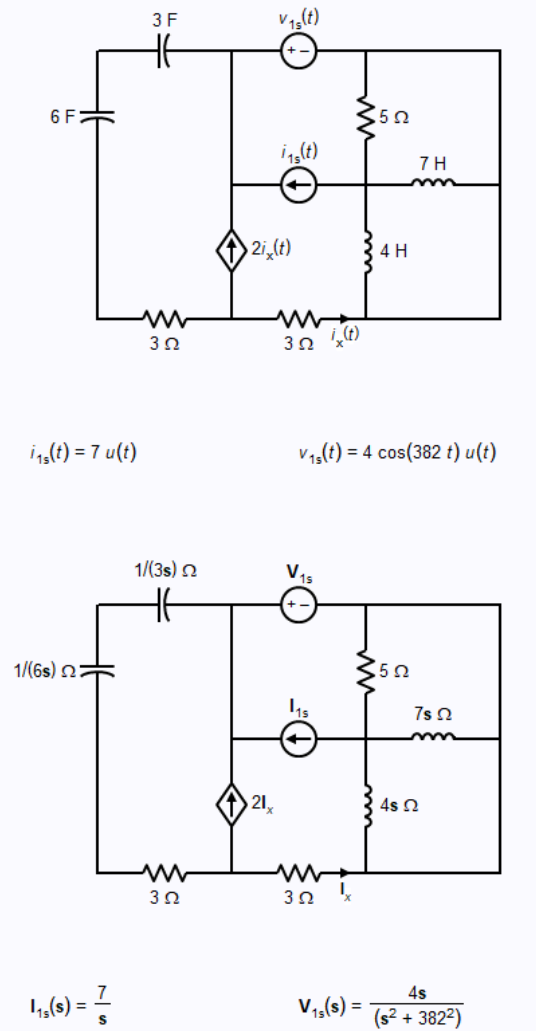 3 F
v₁ₛ(t)
+ −
6 F
5 Ω
i₁ₛ(t)
7 H
2iₓ(t)
4 H
3 Ω
3 Ω
iₓ(t)
i₁ₛ(t) = 7 u(t)
v₁ₛ(t) = 4 cos(382 t) u(t)
1/(3s) Ω
V₁ₛ
+ −
1/(6s) Ω
5 Ω
I₁ₛ
7s Ω
2Iₓ
4s Ω
3 Ω
3 Ω
Iₓ
I₁ₛ(s) = 7/s
V₁ₛ(s) = 4s/(s² + 382²)